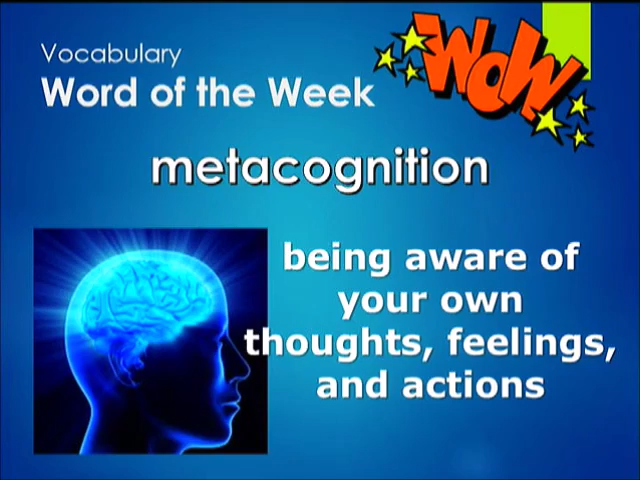 Vocabulary
Word of the Week
WOW
metacognition
being aware of
your own
thoughts, feelings,
and actions